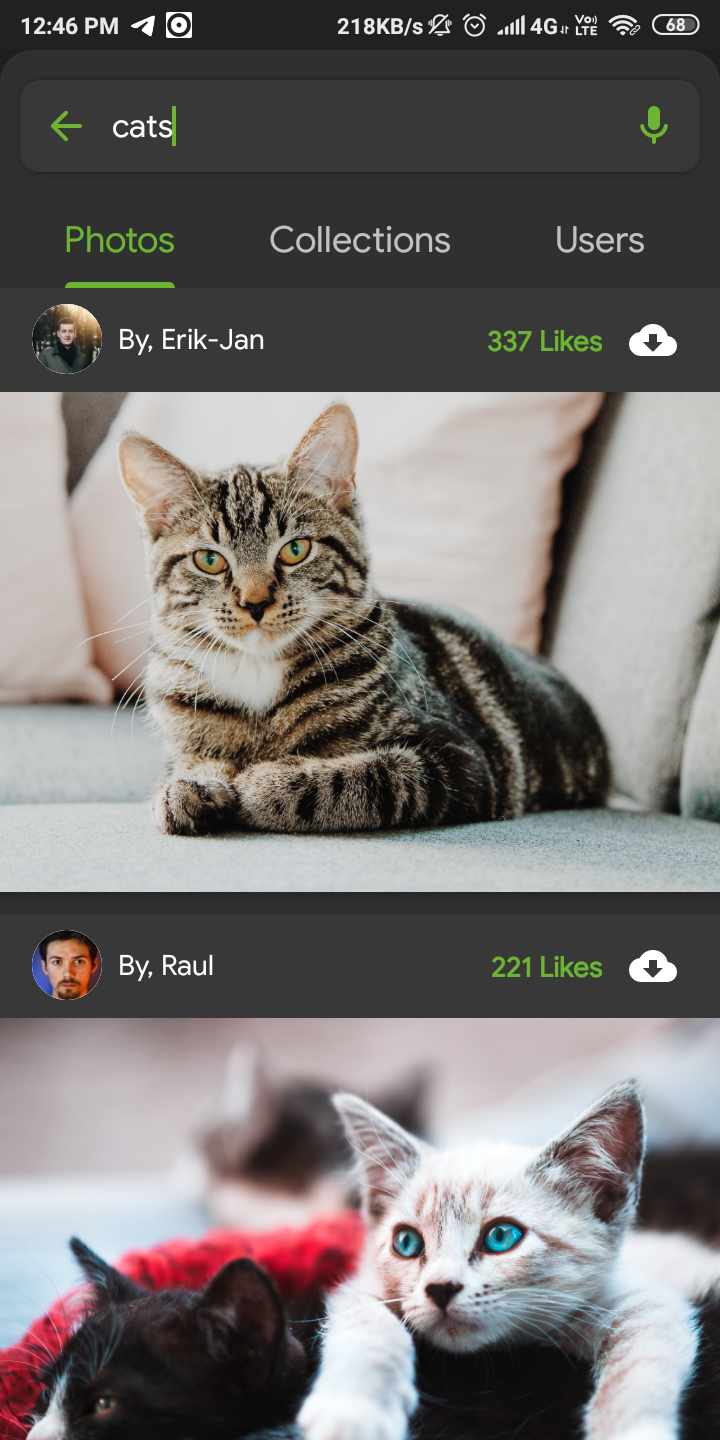 12:46 PM 218KB/s 4G Vo) LTE 68
cats
Photos Collections Users
By, Erik-Jan 337 Likes
By, Raul 221 Likes